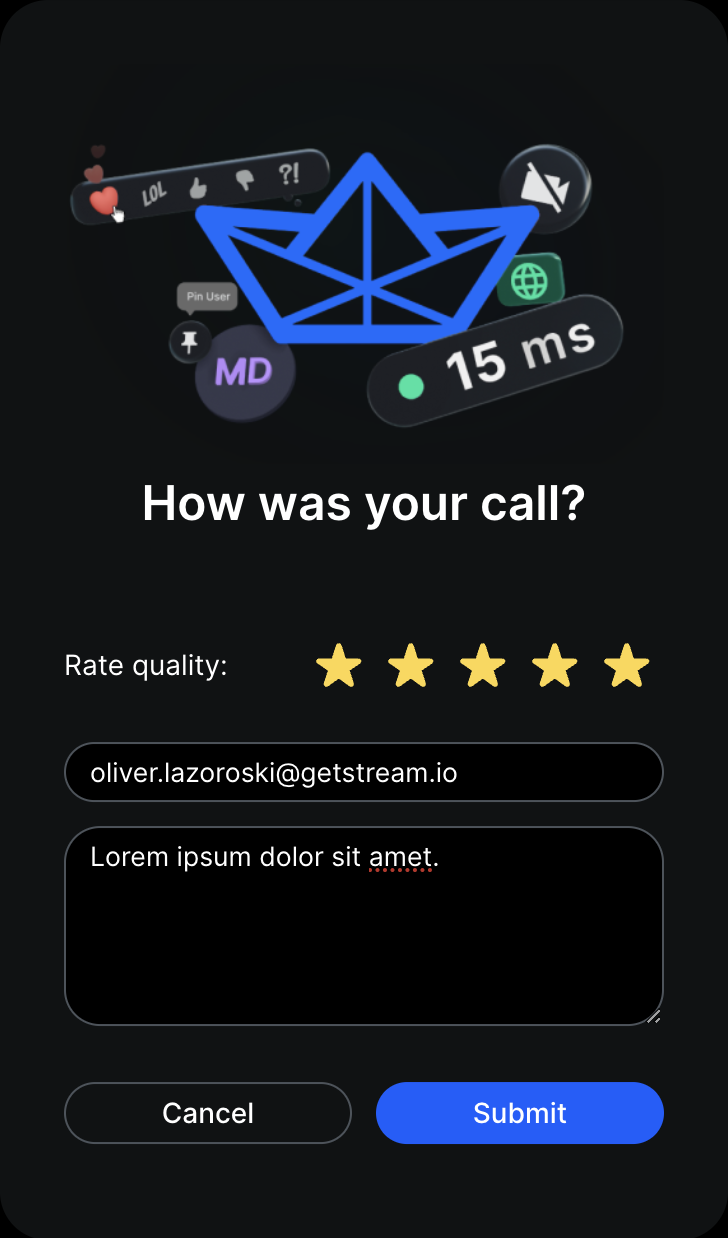 LOL
?!
Pin User
MD
15 ms
How was your call?
Rate quality:
oliver.lazoroski@getstream.io
Lorem ipsum dolor sit amet.
Cancel
Submit